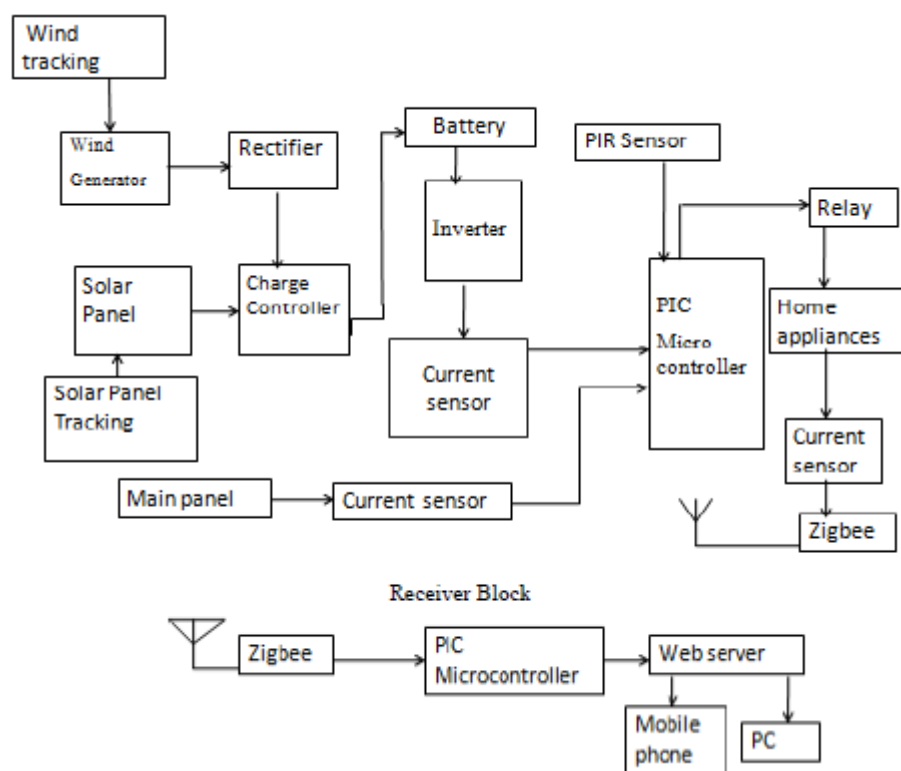 Wind
tracking
Wind
Generator
Rectifier
Battery
PIR Sensor
Relay
Inverter
Solar
Panel
Charge
Controller
PIC
Micro
controller
Home
appliances
Solar Panel
Tracking
Current
sensor
Current
sensor
Main panel
Current sensor
Zigbee
Receiver Block
Zigbee
PIC
Microcontroller
Web server
Mobile
phone
PC